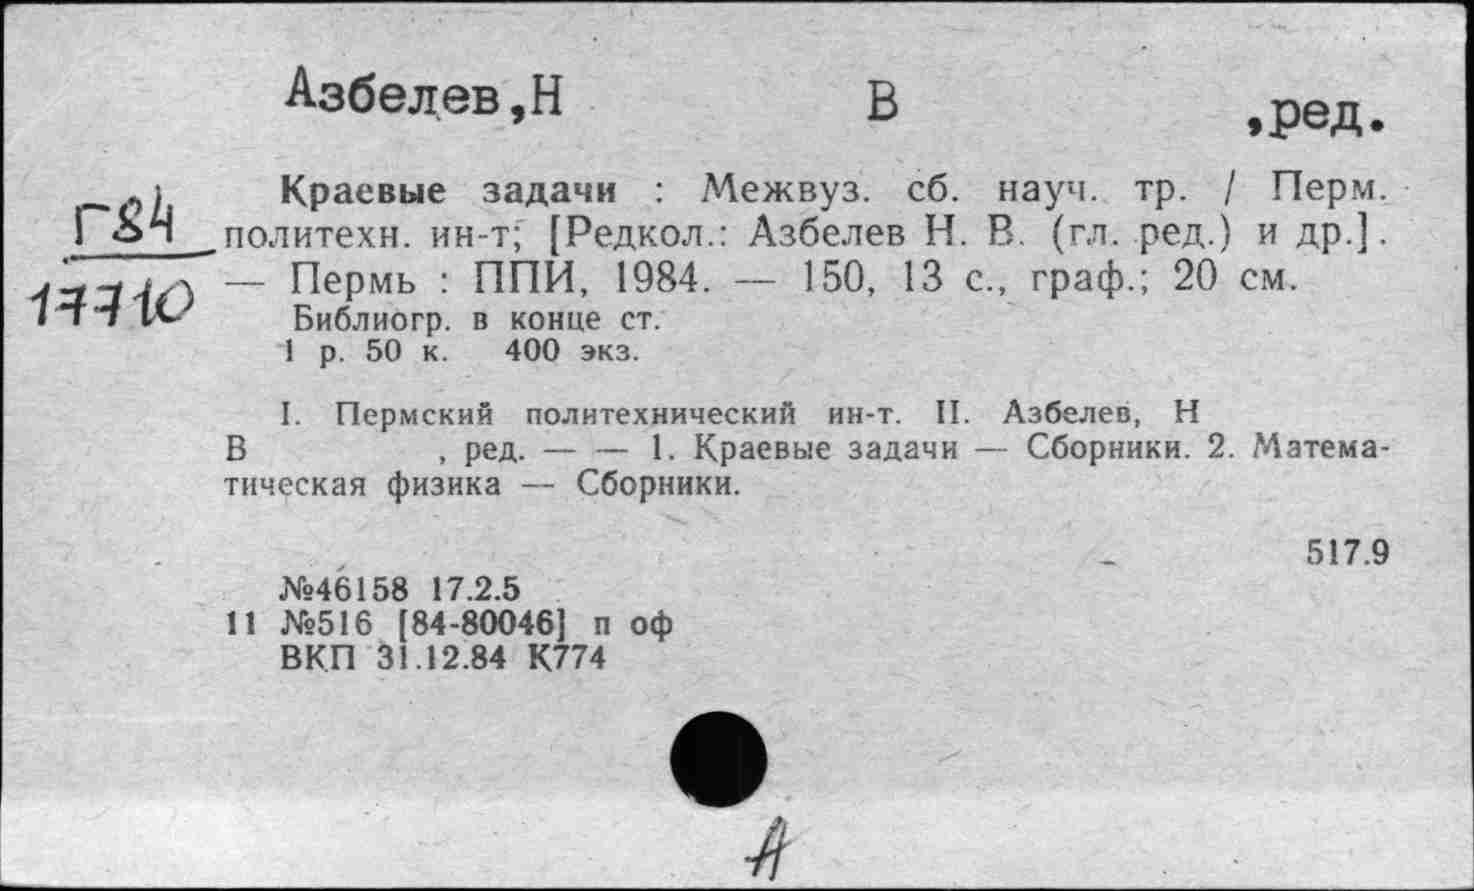 Азбелев,Н В ,ред.
Краевые задачи : Межвуз. сб. науч. тр. / Перм.
Г84
политехн. ин-т; [Редкол.: Азбелев Н. В. (гл. ред.) и др.].
17710
— Пермь : ППИ, 1984. — 150, 13 с., граф.; 20 см.
Библиогр. в конце ст.
1 р. 50 к. 400 экз.
I. Пермский политехнический ин-т. II. Азбелев, Н
В , ред. — — 1. Краевые задачи — Сборники. 2. Матема-
тическая физика — Сборники.
517.9
№46158 17.2.5
11 №516 [84-80046] п оф
ВКП 31.12.84 К774
А